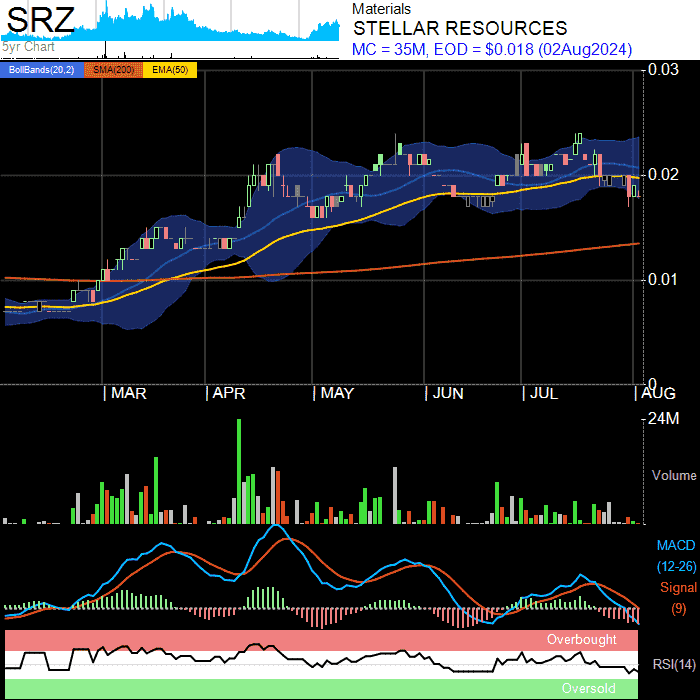 SRZ
5yr Chart
Materials
STELLAR RESOURCES
MC = 35M, EOD = $0.018 (02Aug2024)
BollBands(20,2) SMA(200) EMA(50)
0.03
0.02
0.01
0
| MAR | APR | MAY | JUN | JUL | AUG
24M
Volume
MACD
(12-26)
Signal
(9)
Overbought
RSI(14)
Oversold